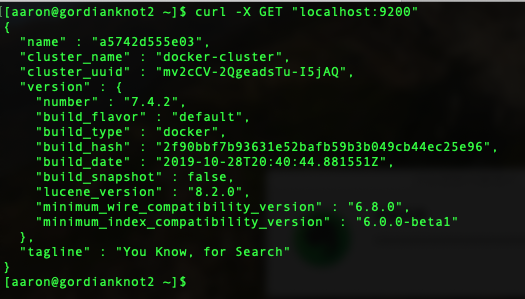 [[aaron@gordianknot2 ~]$ curl -X GET "localhost:9200"
{
  "name" : "a5742d555e03",
  "cluster_name" : "docker-cluster",
  "cluster_uuid" : "mv2cCV-2QgeadsTu-I5jAQ",
  "version" : {
    "number" : "7.4.2",
    "build_flavor" : "default",
    "build_type" : "docker",
    "build_hash" : "2f90bbf7b93631e52bafb59b3b049cb44ec25e96",
    "build_date" : "2019-10-28T20:40:44.881551Z",
    "build_snapshot" : false,
    "lucene_version" : "8.2.0",
    "minimum_wire_compatibility_version" : "6.8.0",
    "minimum_index_compatibility_version" : "6.0.0-beta1"
  },
  "tagline" : "You Know, for Search"
}
[aaron@gordianknot2 ~]$